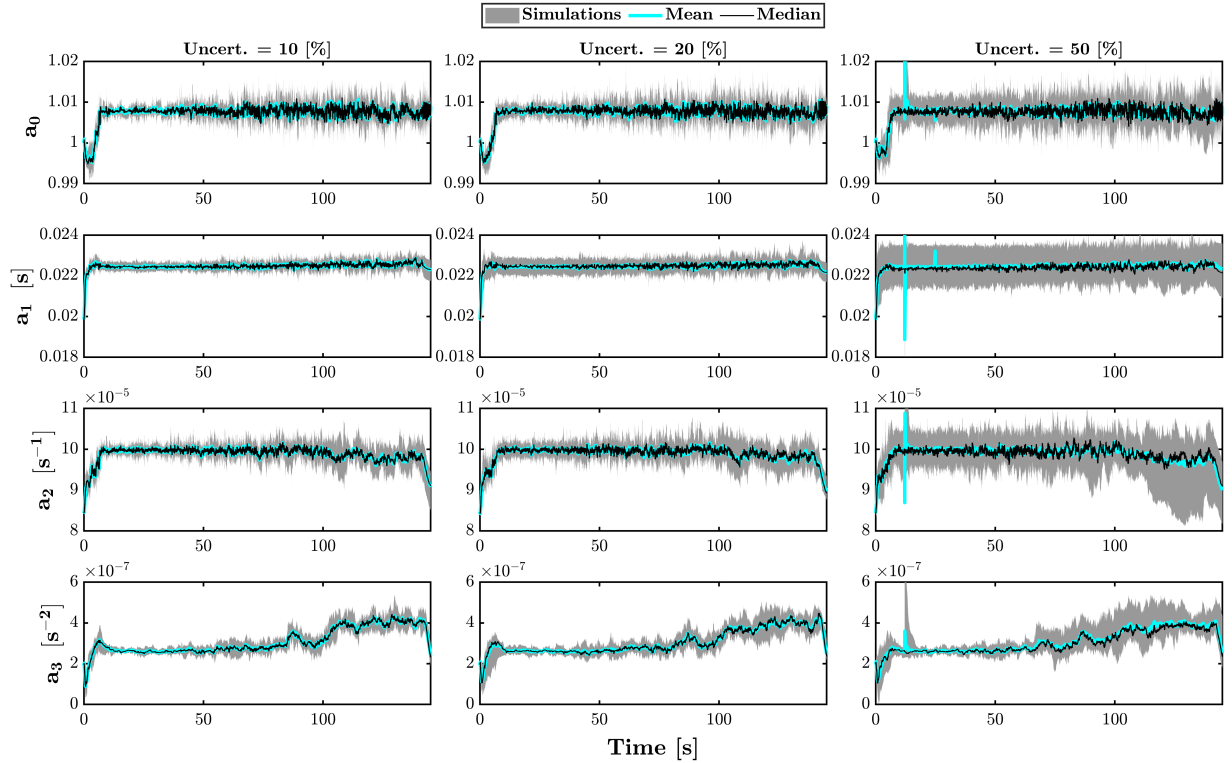 Simulations Mean Median
Uncert. = 10 [%] Uncert. = 20 [%] Uncert. = 50 [%]
a0
1.02 1.02 1.02
1.01 1.01 1.01
1 1 1
0.99 0.99 0.99
0 50 100 0 50 100 0 50 100
a1 [s]
0.024 0.024 0.024
0.022 0.022 0.022
0.02 0.02 0.02
0.018 0.018 0.018
0 50 100 0 50 100 0 50 100
a2 [s−1]
×10−5 ×10−5 ×10−5
11 11 11
10 10 10
9 9 9
8 8 8
0 50 100 0 50 100 0 50 100
a3 [s−2]
×10−7 ×10−7 ×10−7
6 6 6
4 4 4
2 2 2
0 0 0
0 50 100 0 50 100 0 50 100
Time [s]